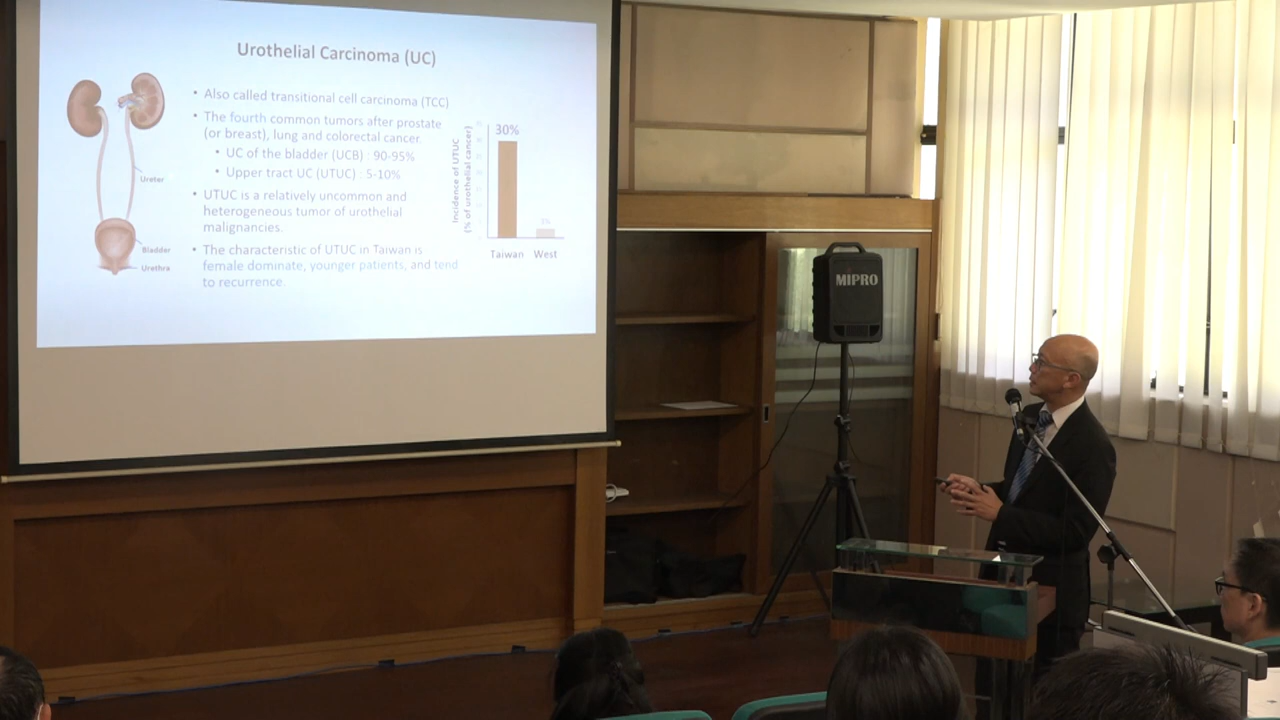 Urothelial Carcinoma (UC)
• Also called transitional cell carcinoma (TCC)
• The fourth common tumors after prostate
(or breast), lung and colorectal cancer.
• UC of the bladder (UCB) : 90-95%
• Upper tract UC (UTUC) : 5-10%
• UTUC is a relatively uncommon and
heterogeneous tumor of urothelial
malignancies.
• The characteristic of UTUC in Taiwan is
female dominate, younger patients, and tend
to recurrence.
Ureter
Bladder
Urethra
Incidence of UTUC
(% of urothelial cancer)
30%
Taiwan West
MIPRO